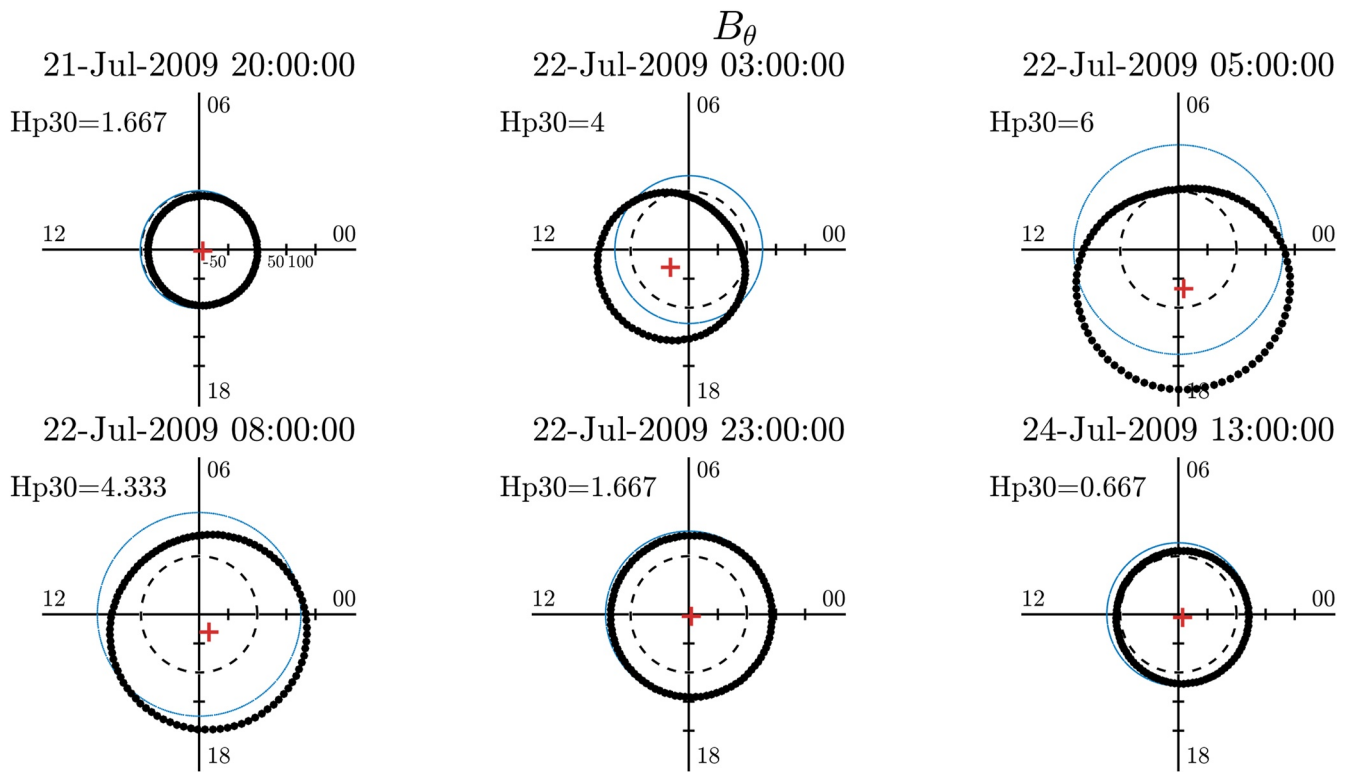 B_θ
21-Jul-2009 20:00:00
22-Jul-2009 03:00:00
22-Jul-2009 05:00:00
06
Hp30=1.667
12
00
-50
50
100
18
06
Hp30=4
12
00
18
06
Hp30=6
12
00
18
22-Jul-2009 08:00:00
22-Jul-2009 23:00:00
24-Jul-2009 13:00:00
06
Hp30=4.333
12
00
18
06
Hp30=1.667
12
00
18
06
Hp30=0.667
12
00
18